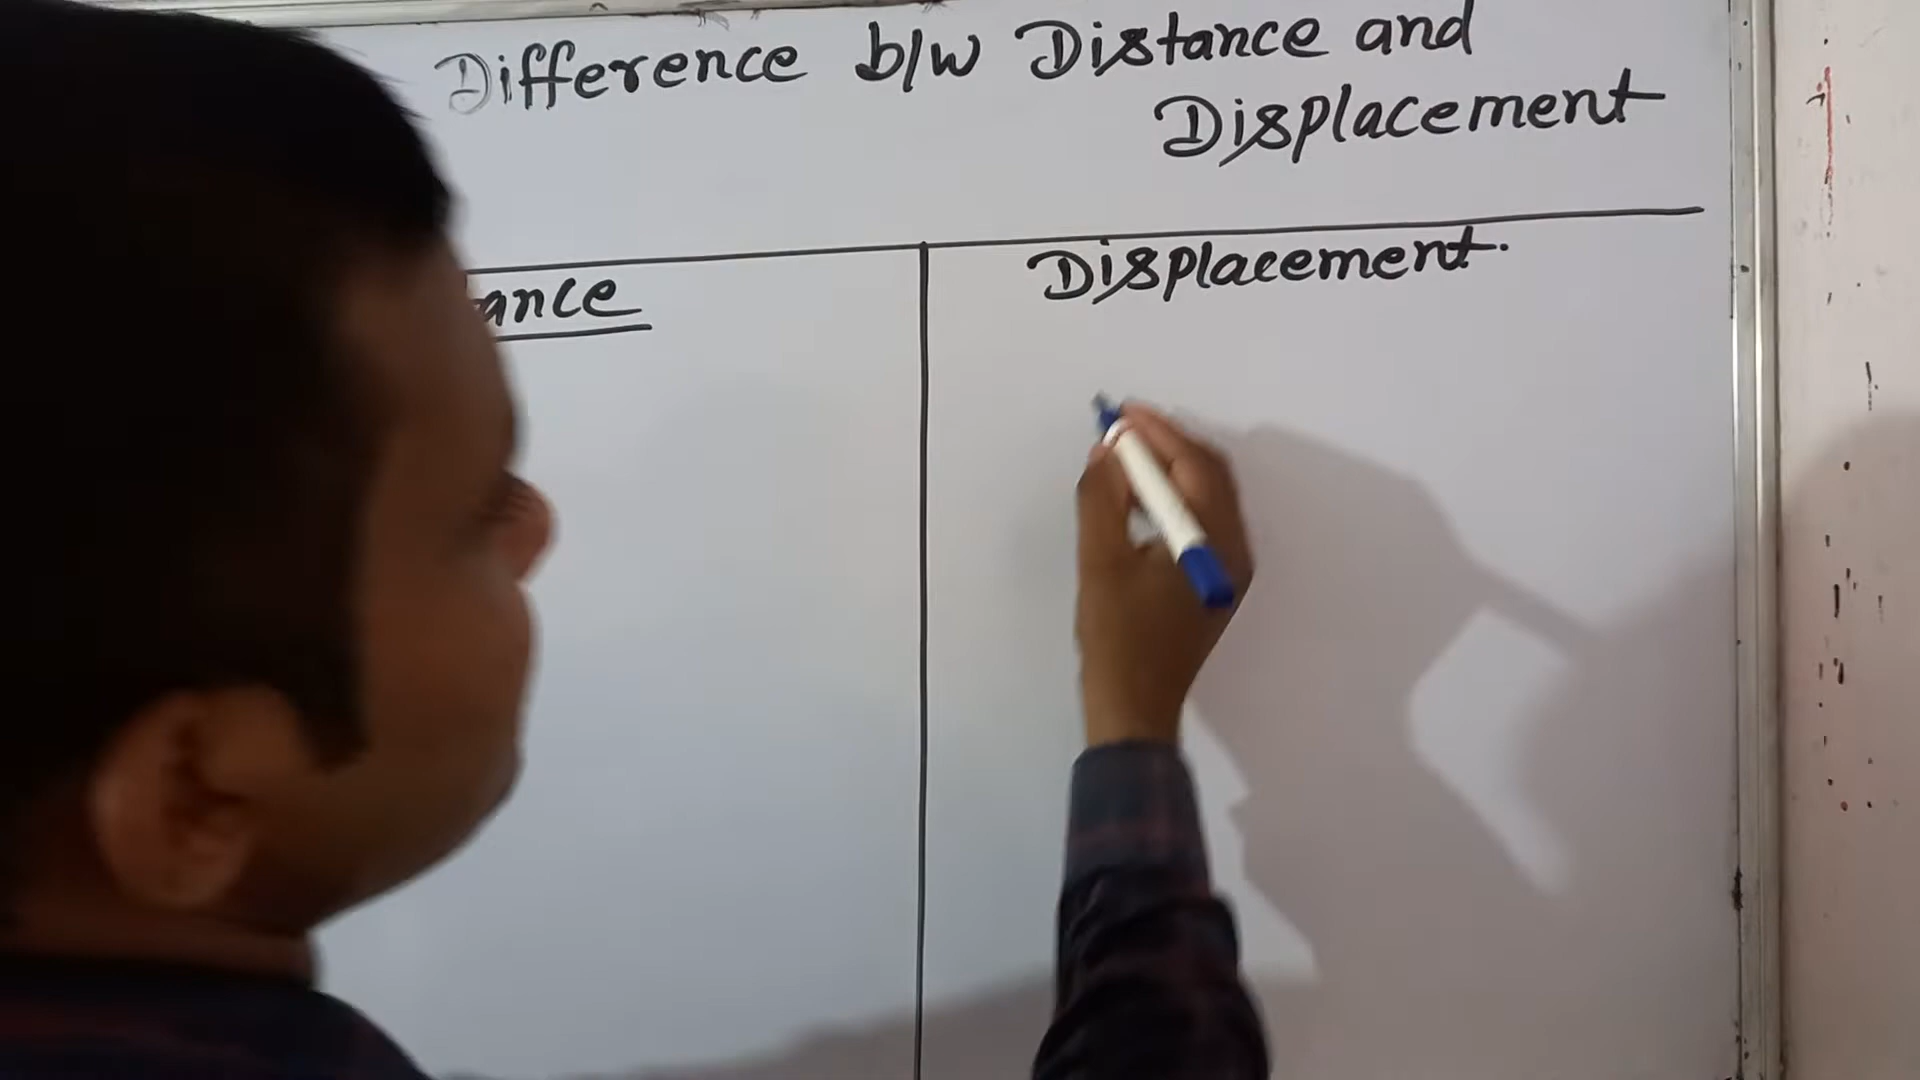 Difference b/w Distance and
Displacement
ance
Displacement.